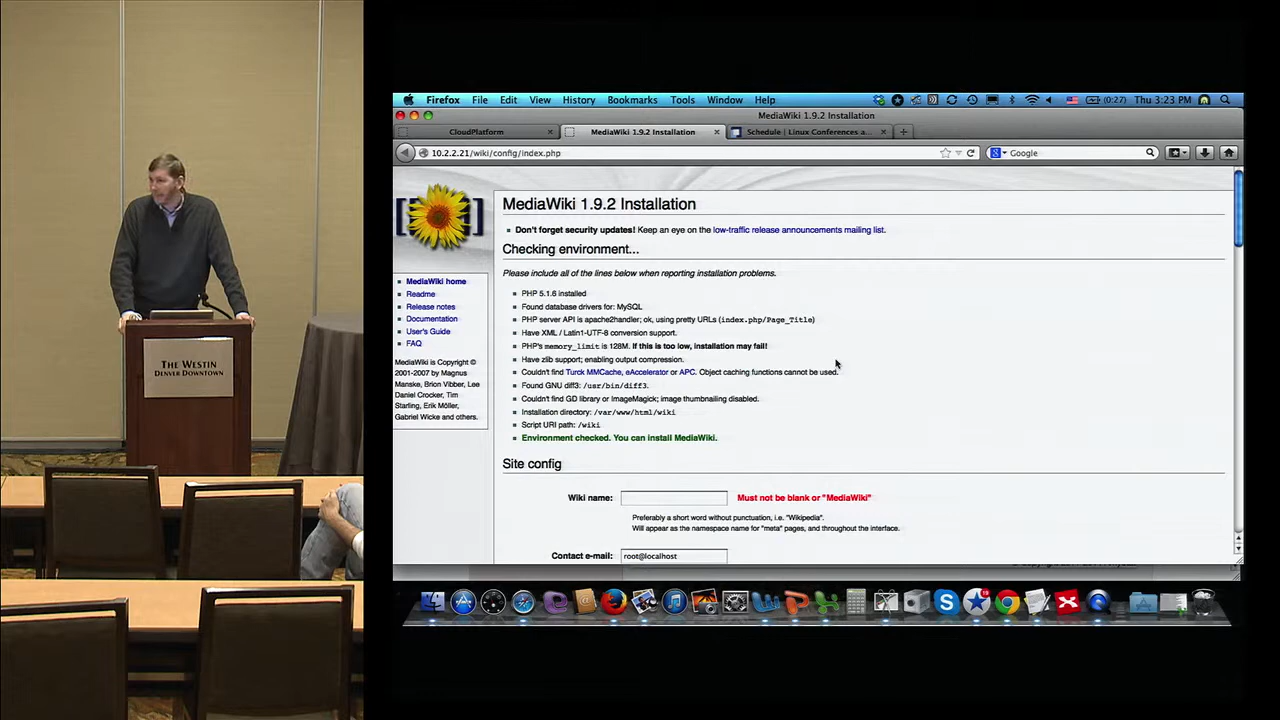 THE WESTIN
DENVER DOWNTOWN
Firefox File Edit View History Bookmarks Tools Window Help
(0:27) Thu 3:23 PM
MediaWiki 1.9.2 Installation
CloudPlatform
MediaWiki 1.9.2 Installation
Schedule | Linux Conferences a...
10.2.2.21/wiki/config/index.php
Google
MediaWiki home
Readme
Release notes
Documentation
User's Guide
FAQ
MediaWiki is Copyright ©
2001-2007 by Magnus
Manske, Brion Vibber, Lee
Daniel Crocker, Tim
Starling, Erik Möller,
Gabriel Wicke and others.
MediaWiki 1.9.2 Installation
Don't forget security updates! Keep an eye on the low-traffic release announcements mailing list.
Checking environment...
Please include all of the lines below when reporting installation problems.
PHP 5.1.6 installed
Found database drivers for: MySQL
PHP server API is apache2handler; ok, using pretty URLs (index.php/Page_Title)
Have XML / Latin1-UTF-8 conversion support.
PHP's memory_limit is 128M. If this is too low, installation may fail!
Have zlib support; enabling output compression.
Couldn't find Turck MMCache, eAccelerator or APC. Object caching functions cannot be used.
Found GNU diff3: /usr/bin/diff3.
Couldn't find GD library or ImageMagick; image thumbnailing disabled.
Installation directory: /var/www/html/wiki
Script URI path: /wiki
Environment checked. You can install MediaWiki.
Site config
Wiki name: Must not be blank or "MediaWiki"
Preferably a short word without punctuation, i.e. "Wikipedia".
Will appear as the namespace name for "meta" pages, and throughout the interface.
Contact e-mail: root@localhost